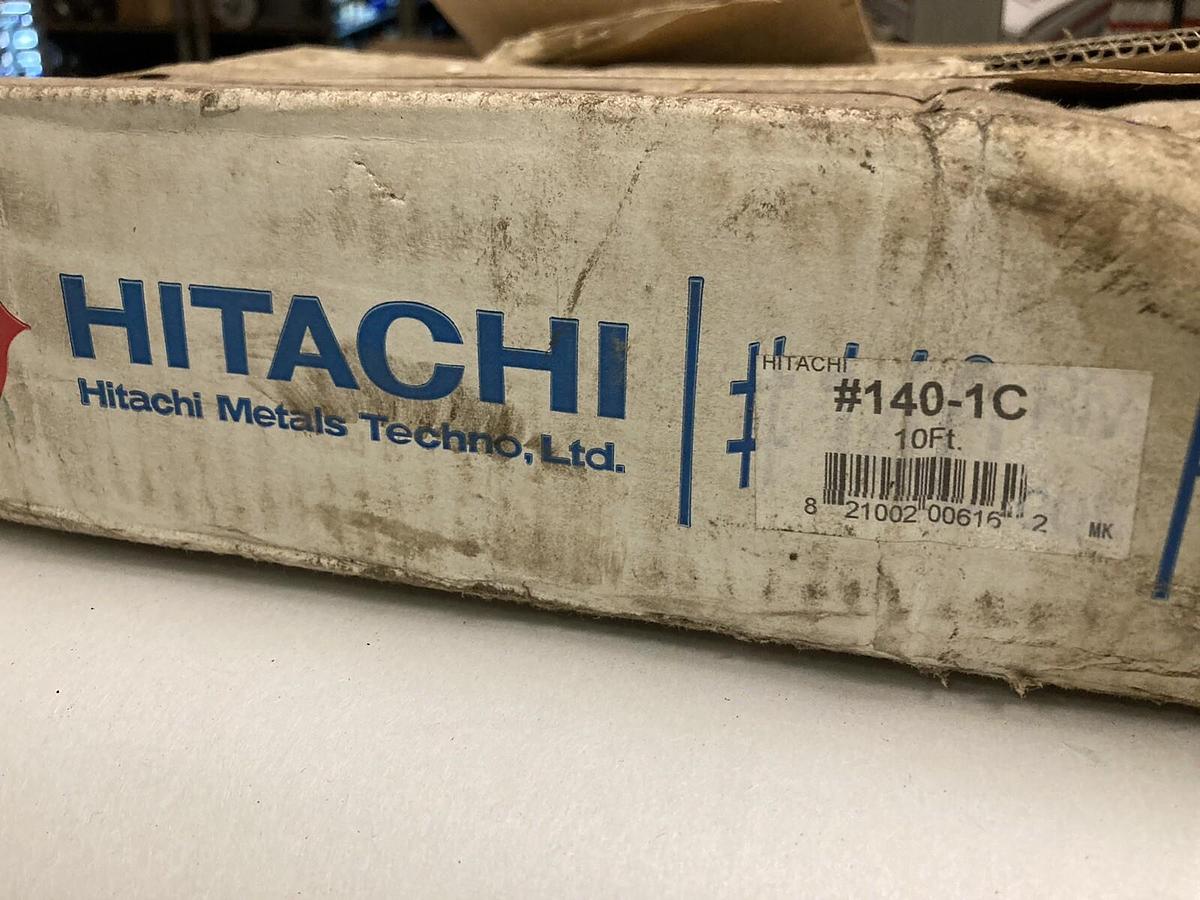 HITACHI
Hitachi Metals Techno, Ltd.
HITACHI
#140-1C
10Ft.
8 21002 00616 2
MK